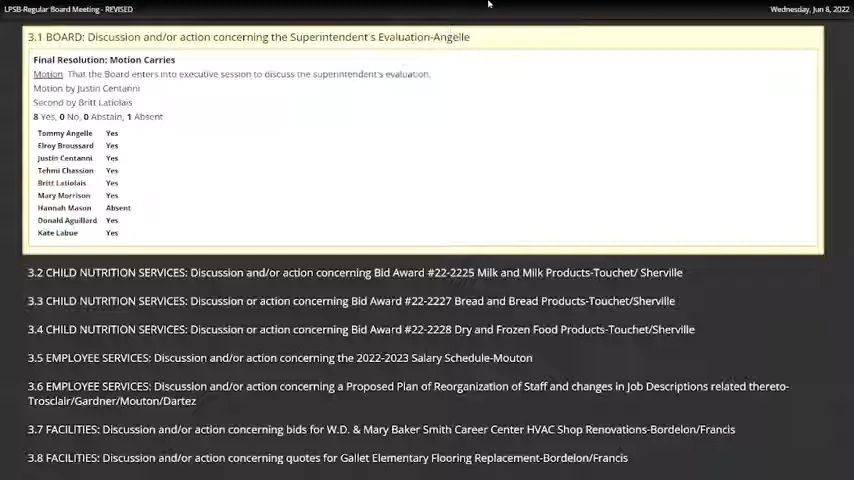 LPSB-Regular Board Meeting - REVISED
Wednesday, Jun 8, 2022
3.1 BOARD: Discussion and/or action concerning the Superintendent's Evaluation-Angelle
Final Resolution: Motion Carries
Motion That the Board enters into executive session to discuss the superintendent's evaluation.
Motion by Justin Centanni
Second by Britt Latiolais
8 Yes, 0 No, 0 Abstain, 1 Absent
Tommy Angelle Yes
Elroy Broussard Yes
Justin Centanni Yes
Tehmi Chassion Yes
Britt Latiolais Yes
Mary Morrison Yes
Hannah Mason Absent
Donald Aguillard Yes
Kate Labue Yes
3.2 CHILD NUTRITION SERVICES: Discussion and/or action concerning Bid Award #22-2225 Milk and Milk Products-Touchet/ Sherville
3.3 CHILD NUTRITION SERVICES: Discussion or action concerning Bid Award #22-2227 Bread and Bread Products-Touchet/Sherville
3.4 CHILD NUTRITION SERVICES: Discussion and/or action concerning Bid Award #22-2228 Dry and Frozen Food Products-Touchet/Sherville
3.5 EMPLOYEE SERVICES: Discussion and/or action concerning the 2022-2023 Salary Schedule-Mouton
3.6 EMPLOYEE SERVICES: Discussion and/or action concerning a Proposed Plan of Reorganization of Staff and changes in Job Descriptions related thereto-
Trosclair/Gardner/Mouton/Dartez
3.7 FACILITIES: Discussion and/or action concerning bids for W.D. & Mary Baker Smith Career Center HVAC Shop Renovations-Bordelon/Francis
3.8 FACILITIES: Discussion and/or action concerning quotes for Gallet Elementary Flooring Replacement-Bordelon/Francis